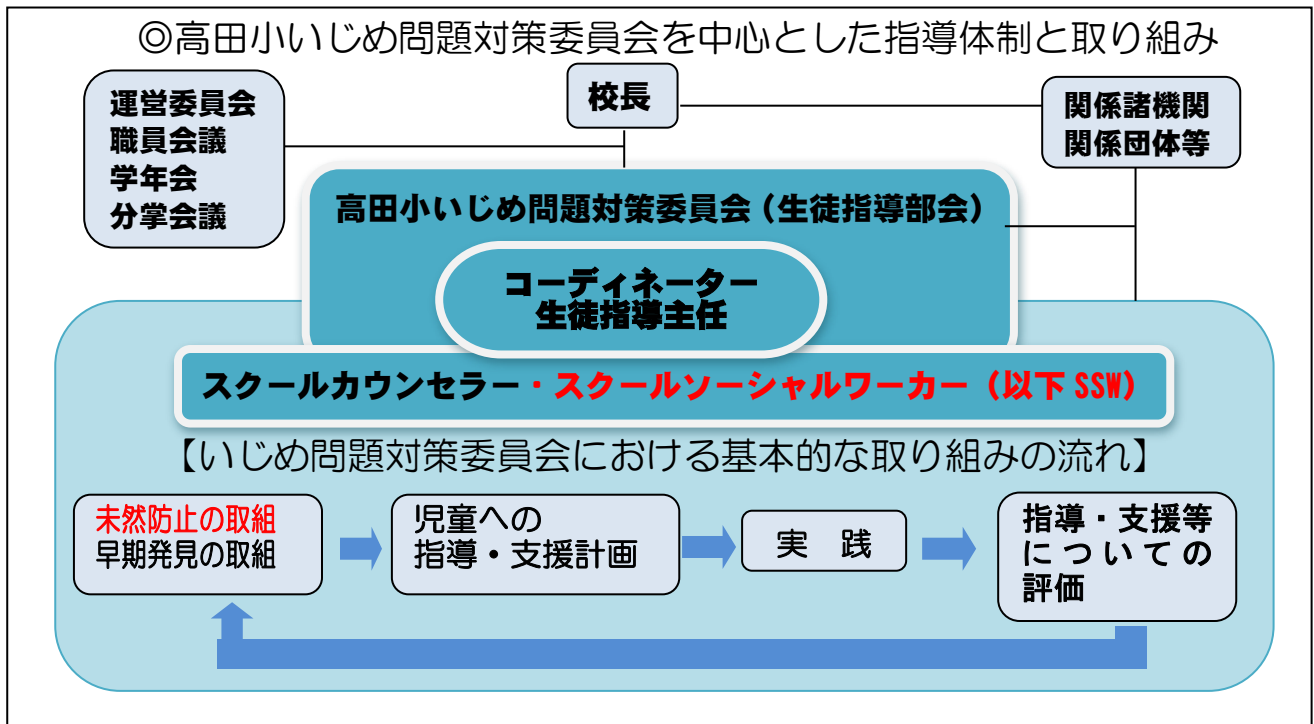 ◎高田小いじめ問題対策委員会を中心とした指導体制と取り組み
運営委員会
職員会議
学年会
分掌会議
校長
関係諸機関
関係団体等
高田小いじめ問題対策委員会（生徒指導部会）
コーディネーター
生徒指導主任
スクールカウンセラー・スクールソーシャルワーカー（以下SSW）
【いじめ問題対策委員会における基本的な取り組みの流れ】
未然防止の取組
早期発見の取組
児童への
指導・支援計画
実　践
指導・支援等
についての
評価